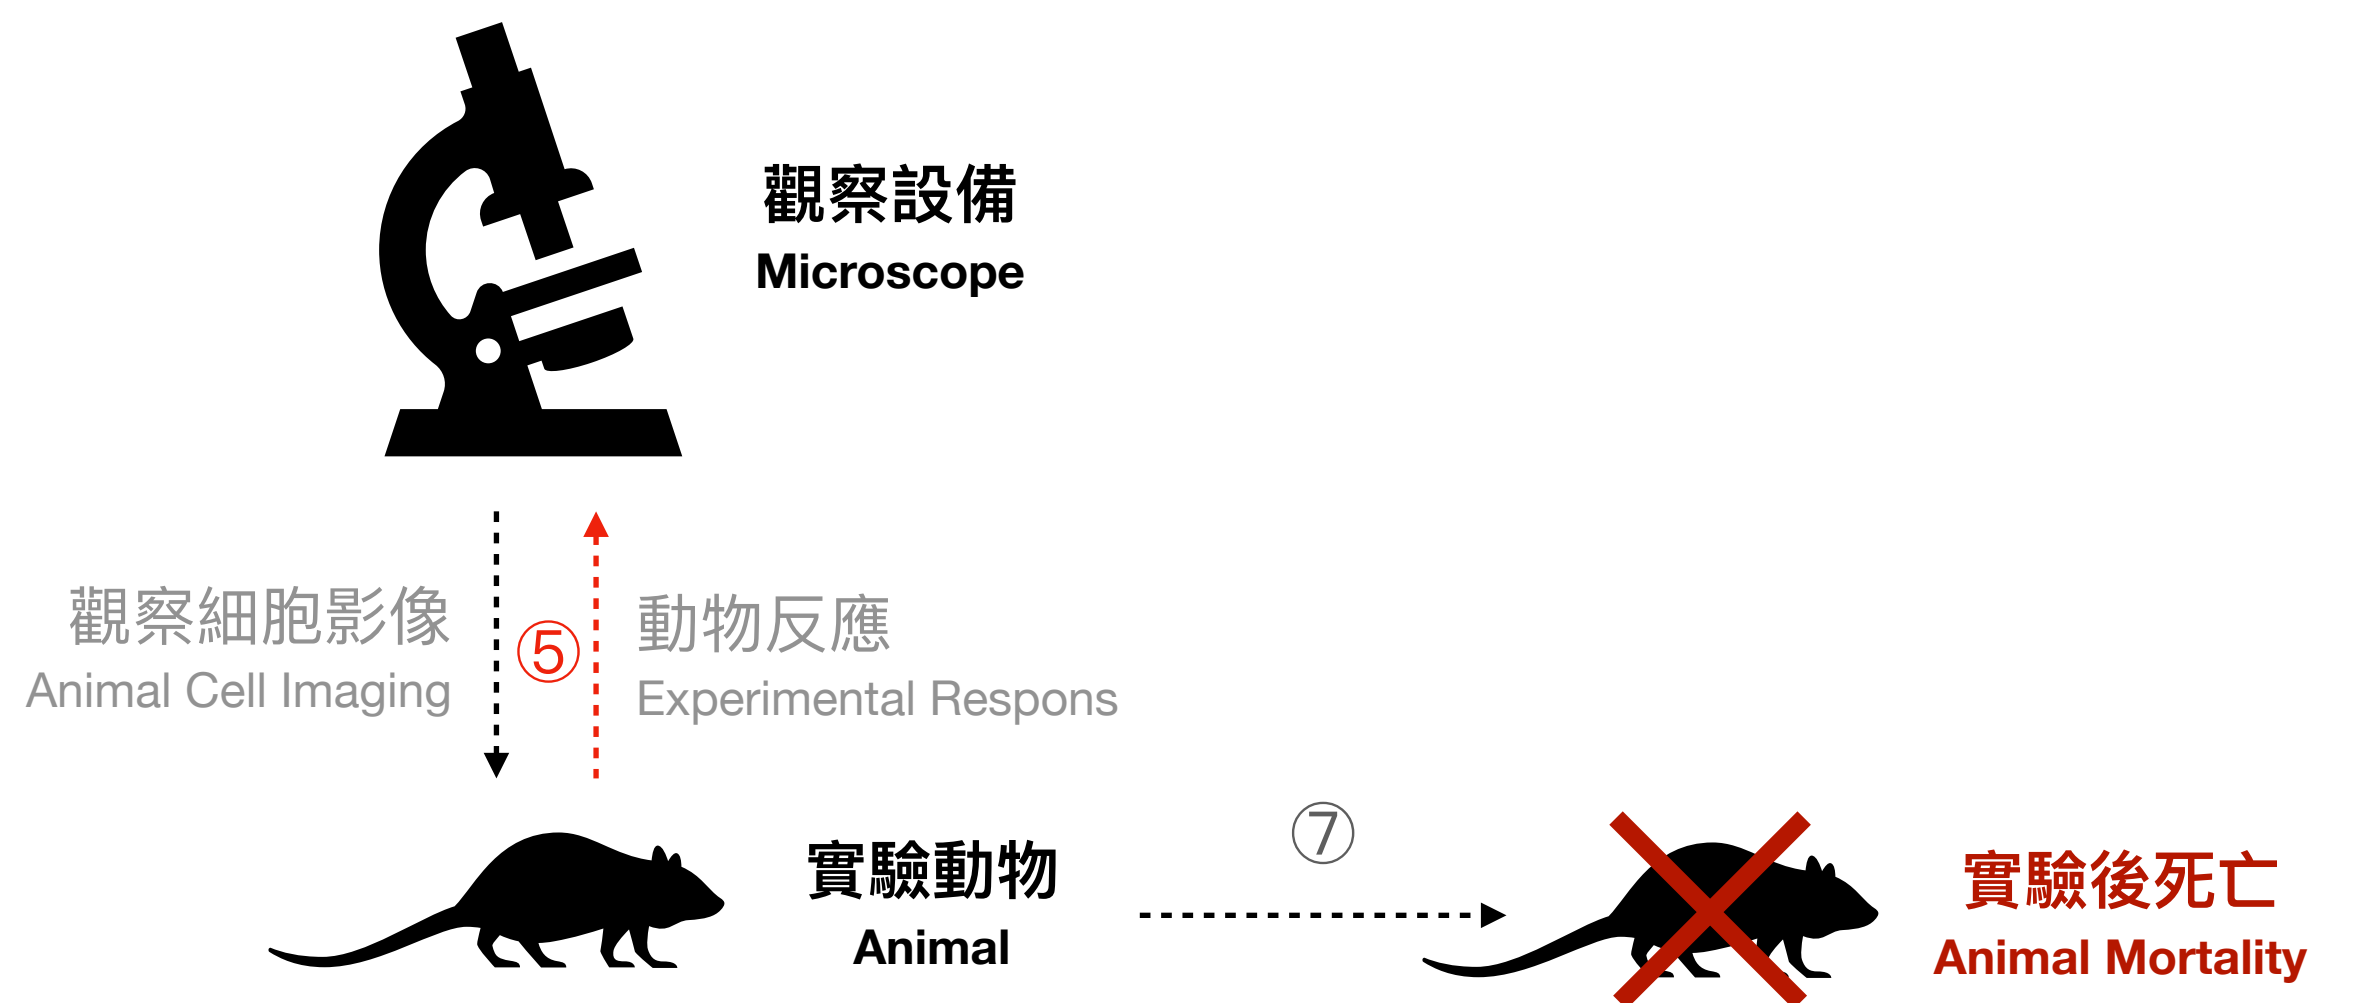 觀察設備
Microscope
觀察細胞影像
Animal Cell Imaging
⑤
動物反應
Experimental Respons
實驗動物
Animal
⑦
實驗後死亡
Animal Mortality